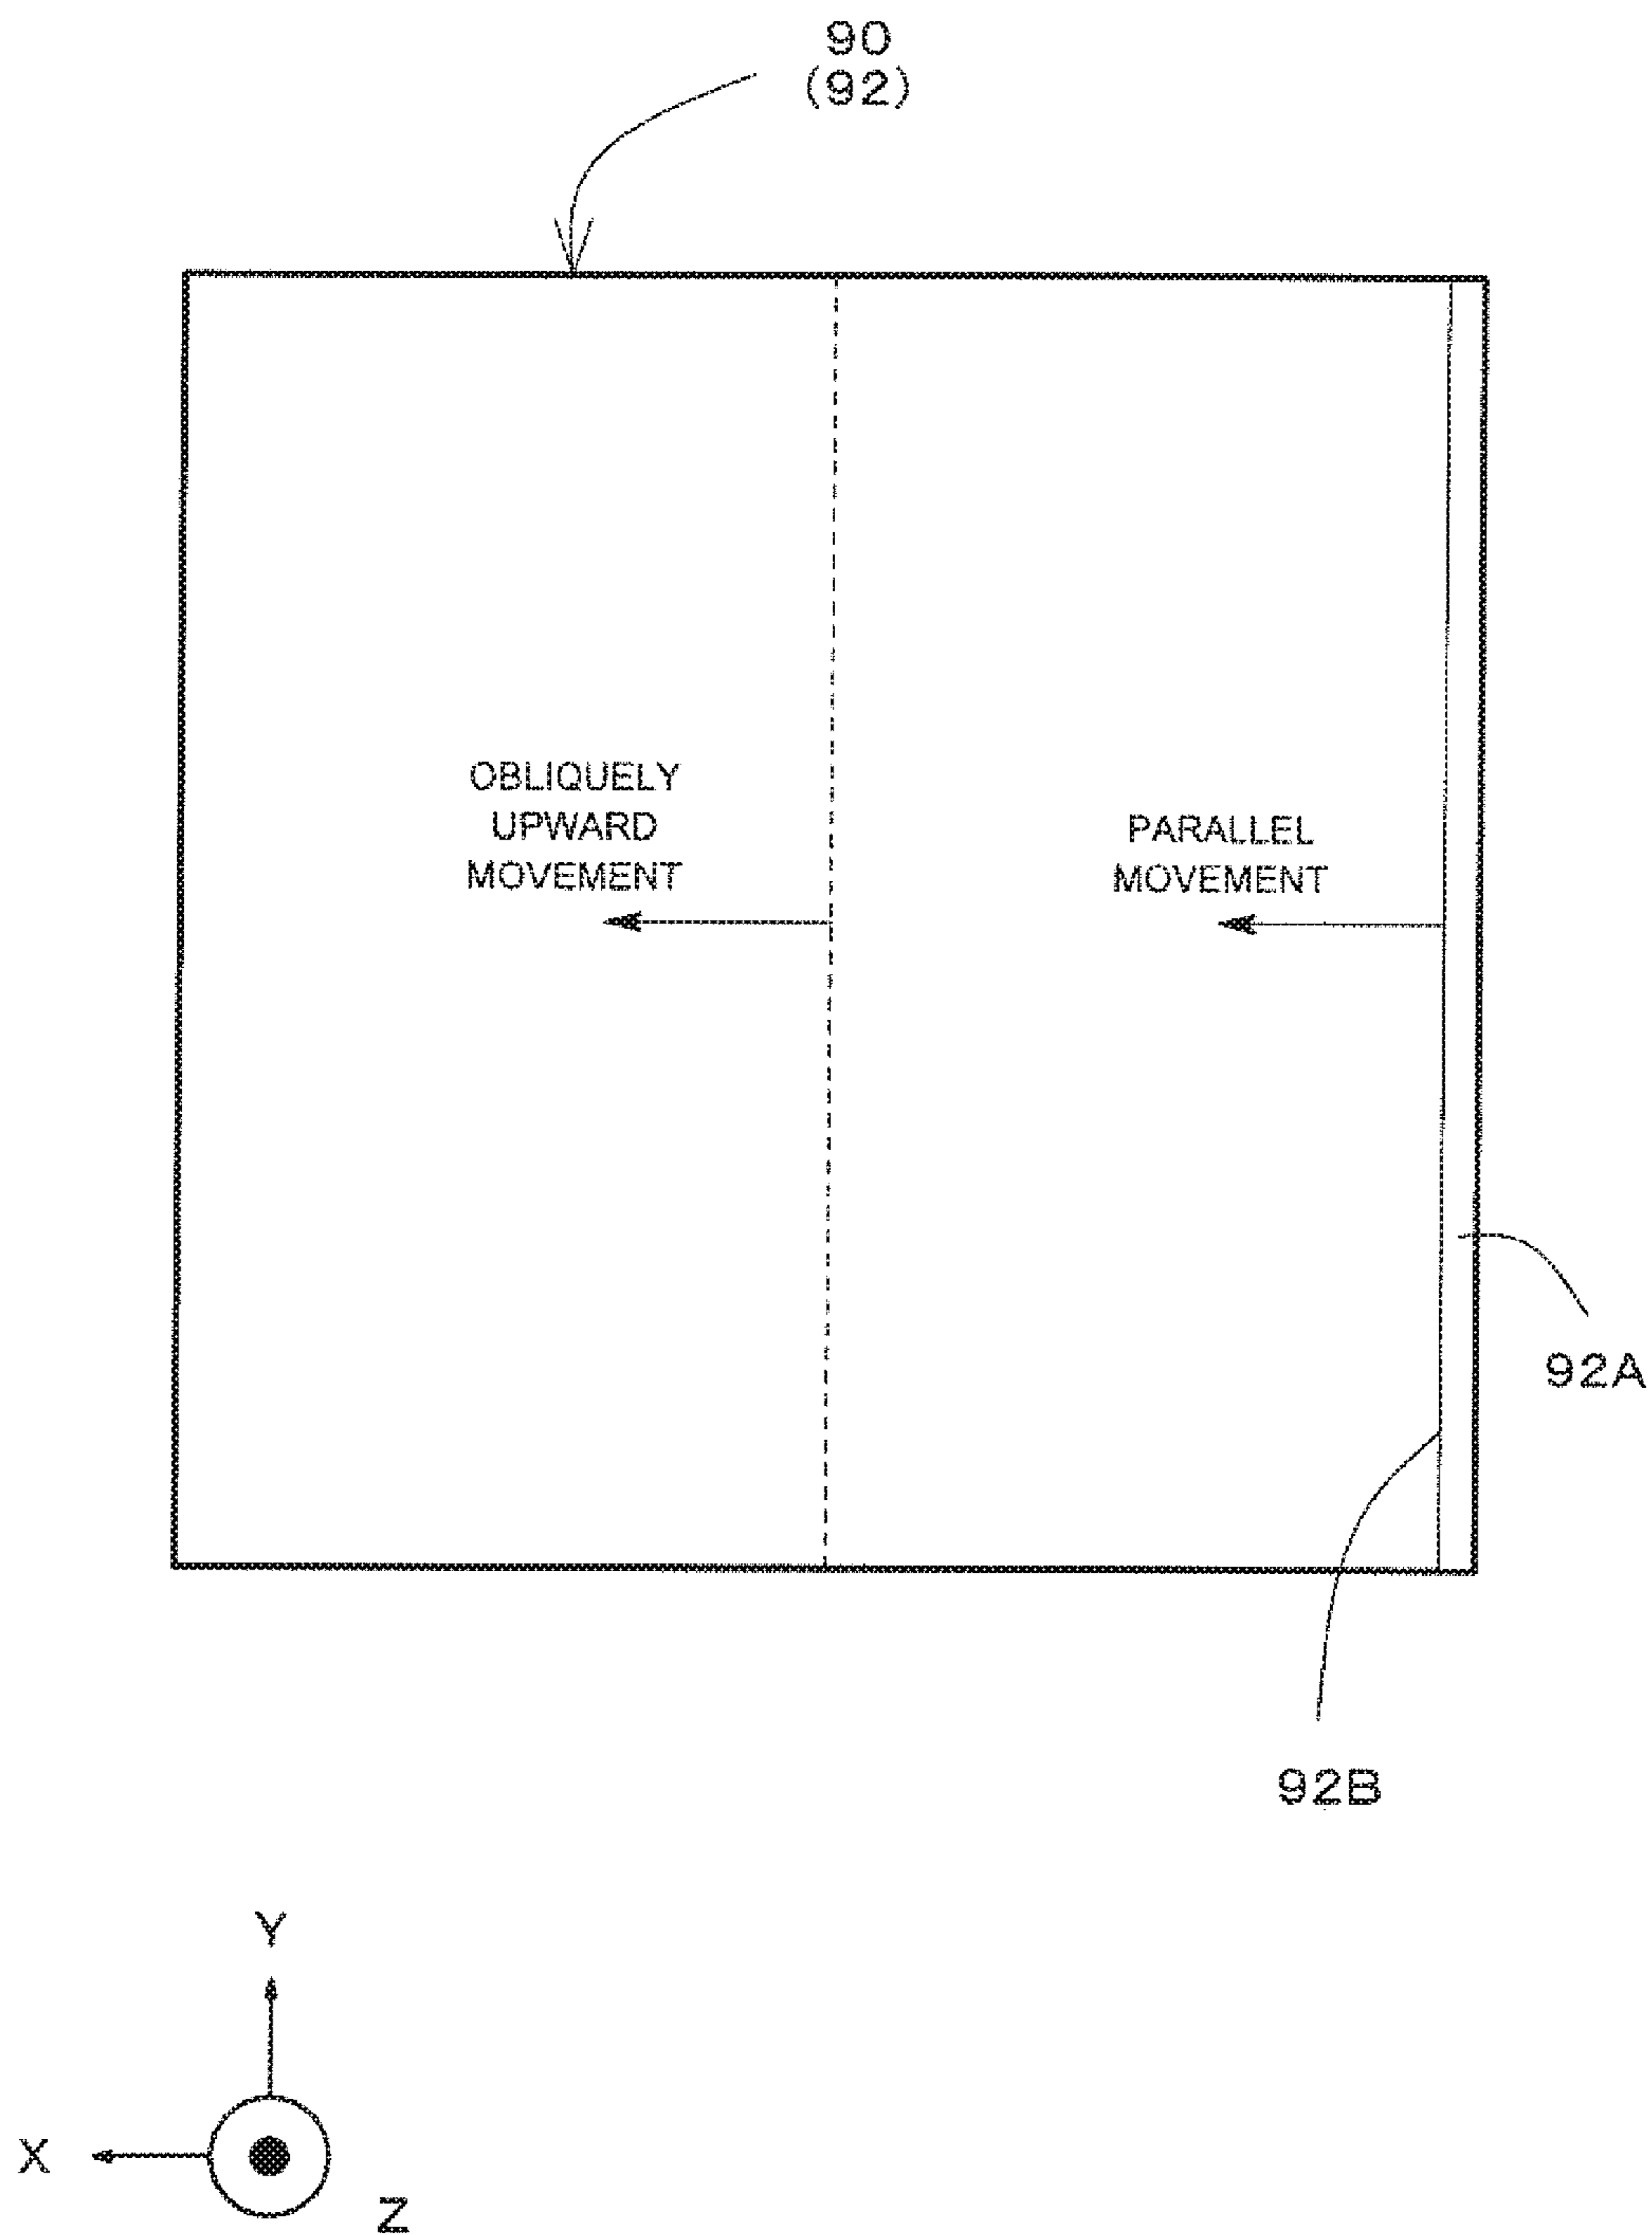 90
(92)
OBLIQUELY
UPWARD
MOVEMENT
PARALLEL
MOVEMENT
92A
92B
Y
X
Z